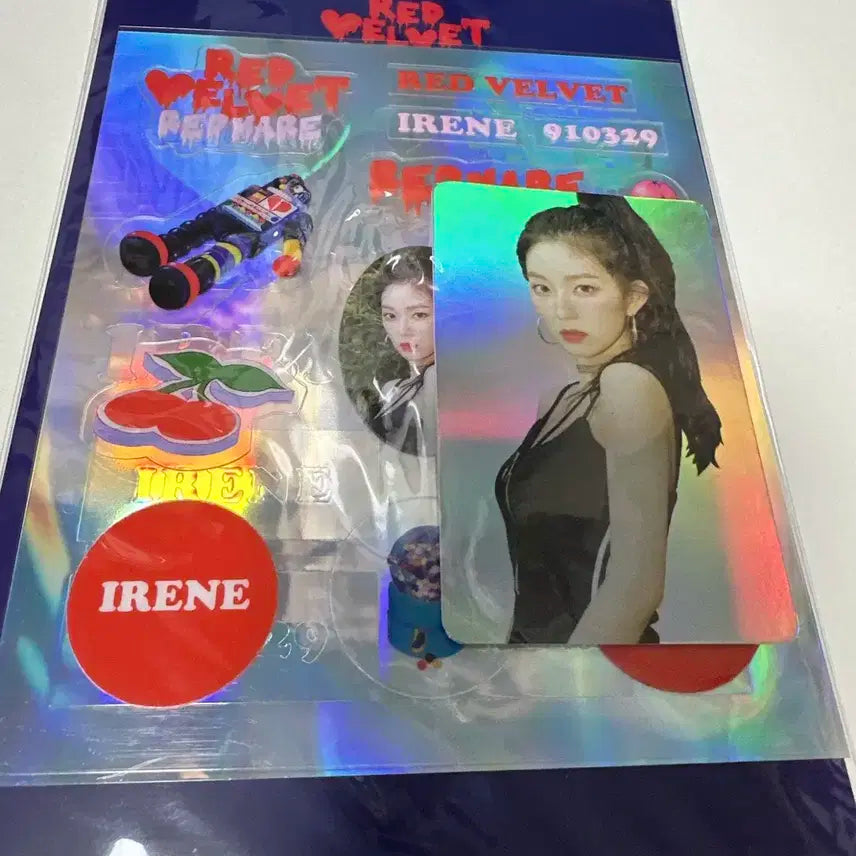 RED
VELVET
RED
VELVET
REDMARE
RED VELVET
IRENE 910329
REDMARE
IRENE
IRENE